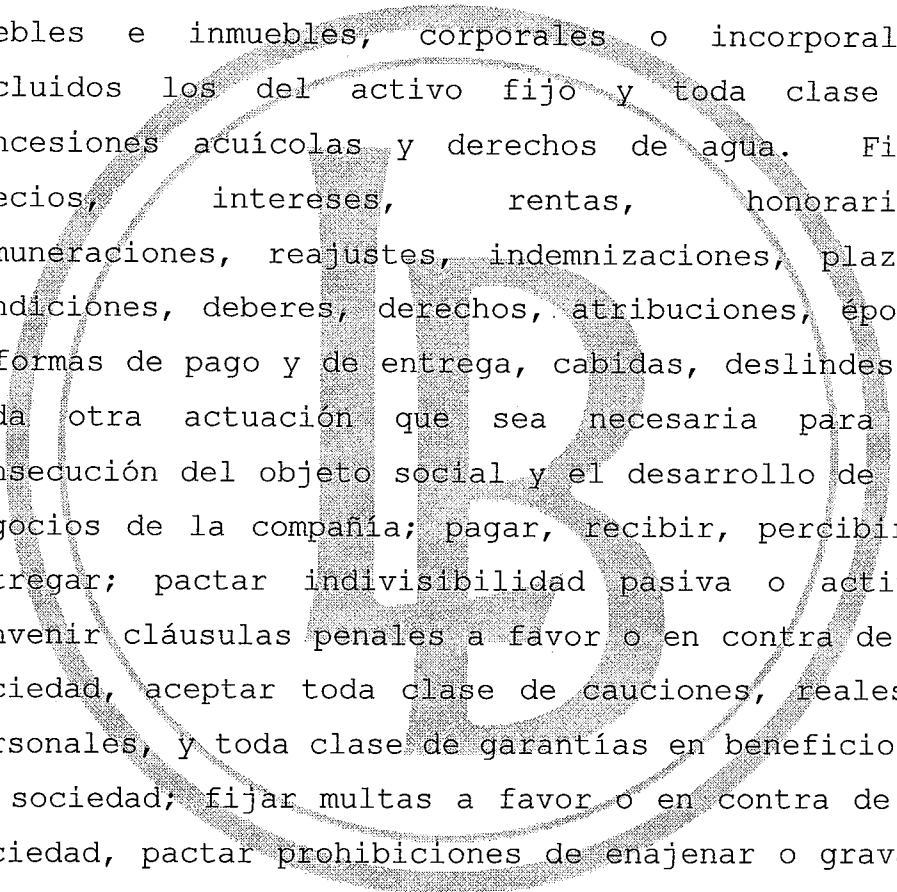 ebles e inmuebles, corporales o incorporal
cluidos los del activo fijo y toda clase
ncesiones acuícolas y derechos de agua. Fi
ecios, intereses, rentas, honorari
muneraciones, reajustes, indemnizaciones, plaz
ndiciones, deberes, derechos, atribuciones, épo
formas de pago y de entrega, cabidas, deslindes
da otra actuación que sea necesaria para
nsecución del objeto social y el desarrollo de
gocios de la compañía; pagar, recibir, percibir
tregar; pactar indivisibilidad pasiva o acti
nvenir cláusulas penales a favor o en contra de
ciedad, aceptar toda clase de cauciones, reales
rsonales, y toda clase de garantías en beneficio
sociedad; fijar multas a favor o en contra de
ciedad, pactar prohibiciones de enajenar o grav